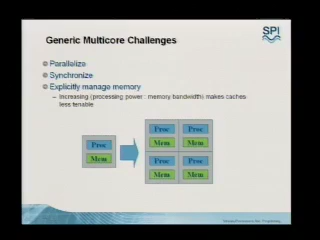 SPI
Generic Multicore Challenges
Parallelize
Synchronize
Explicitly manage memory
– Increasing (processing power : memory bandwidth) makes caches
less tenable
Proc Proc
Mem Mem
Proc
Mem
Proc Proc
Mem Mem